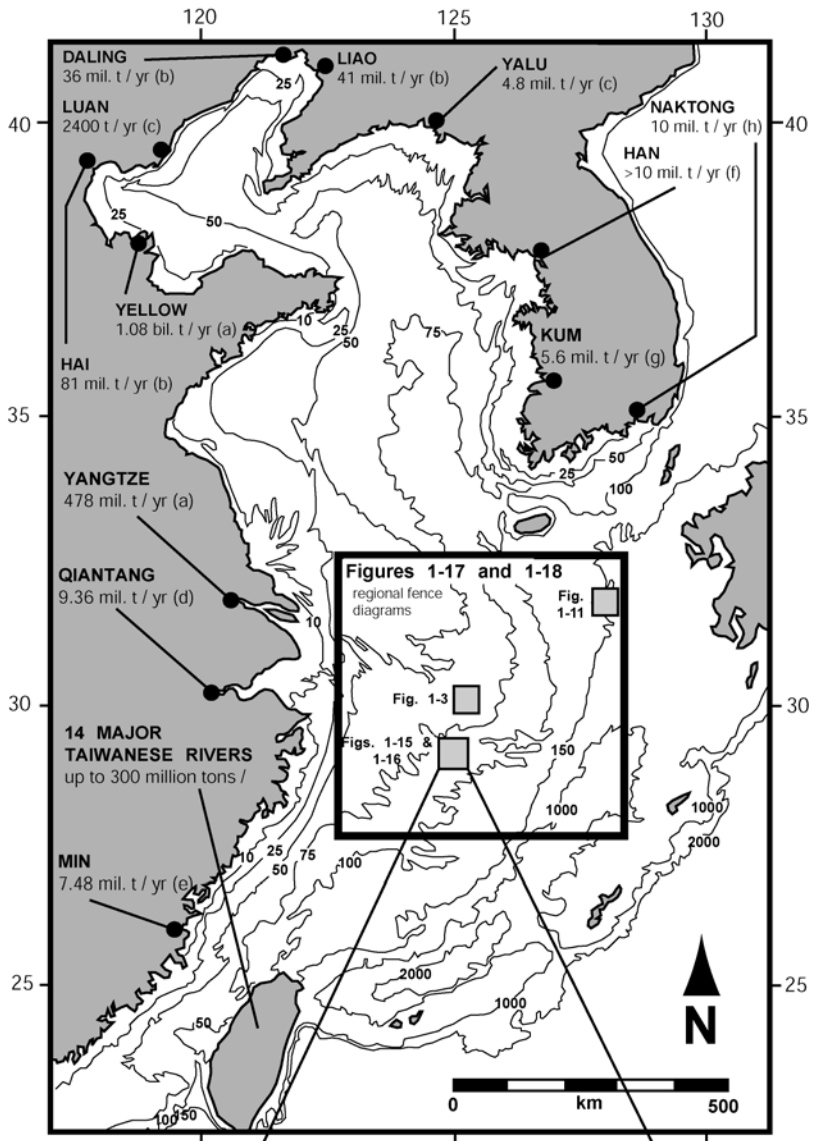 120 125 130
DALING
36 mil. t / yr (b)
LIAO
41 mil. t / yr (b)
YALU
4.8 mil. t / yr (c)
LUAN
2400 t / yr (c)
NAKTONG
10 mil. t / yr (h)
HAN
>10 mil. t / yr (f)
25
40 40
25
50
YELLOW
1.08 bil. t / yr (a)
10
25
50
75
KUM
5.6 mil. t / yr (g)
HAI
81 mil. t / yr (b)
35 35
50
25
100
YANGTZE
478 mil. t / yr (a)
QIANTANG
9.36 mil. t / yr (d)
10
Figures 1-17 and 1-18
regional fence
diagrams
Fig.
1-11
Fig. 1-3
30 30
Figs. 1-15 &
1-16
150
1000
14 MAJOR
TAIWANESE RIVERS
up to 300 million tons /
1000
2000
MIN
7.48 mil. t / yr (e)
10
25
50
75
100
25 25
2000
1000
50
N
0 km 500
100
150